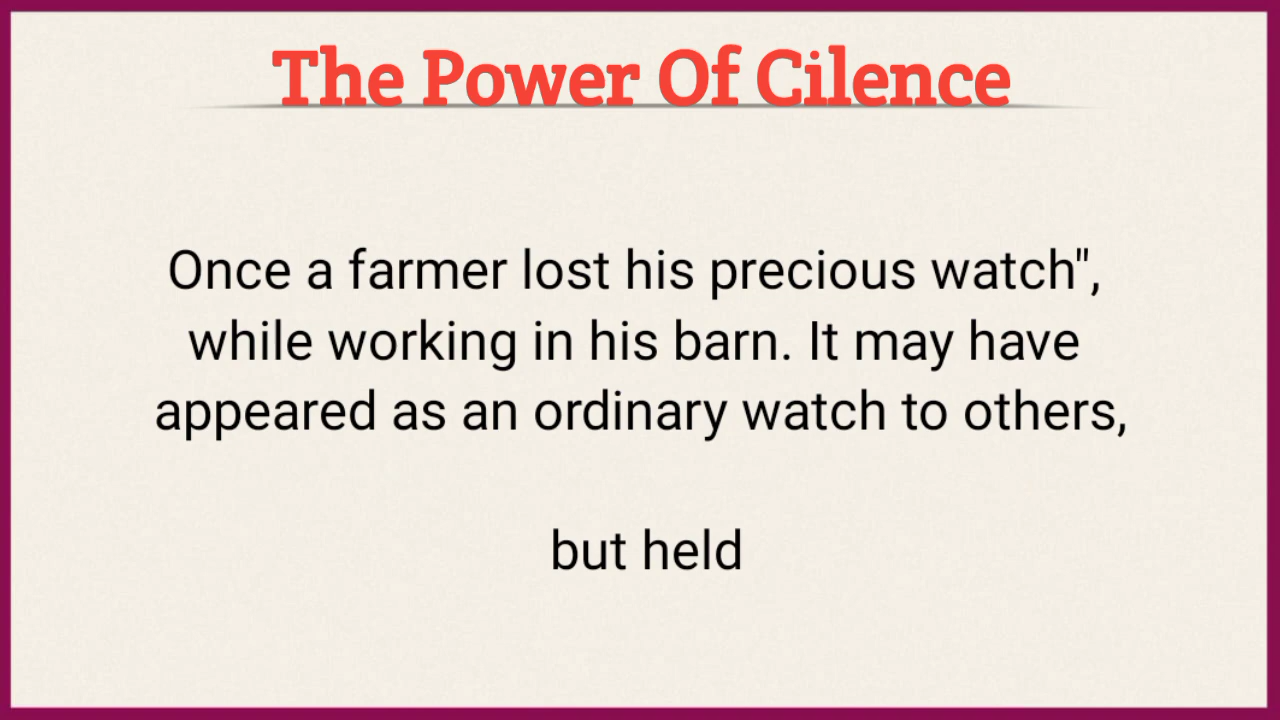 The Power Of Cilence
Once a farmer lost his precious watch",
while working in his barn. It may have
appeared as an ordinary watch to others,
but held